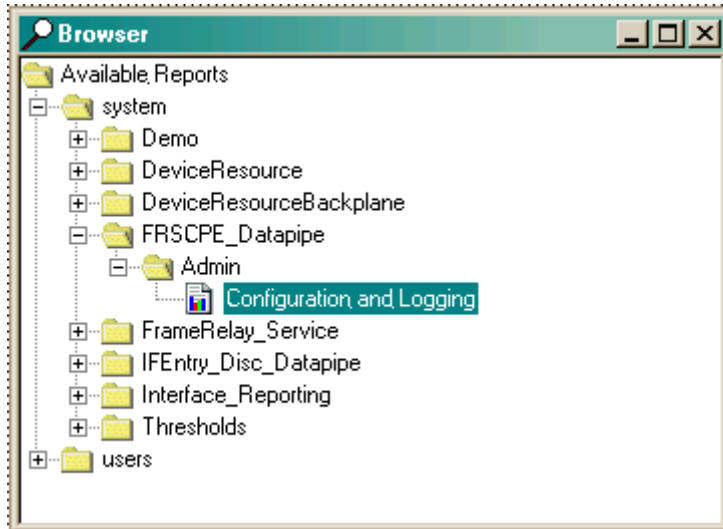 Browser
Available Reports
system
Demo
DeviceResource
DeviceResourceBackplane
FRSCPE_Datapipe
Admin
Configuration and Logging
FrameRelay_Service
IFEntry_Disc_Datapipe
Interface_Reporting
Thresholds
users